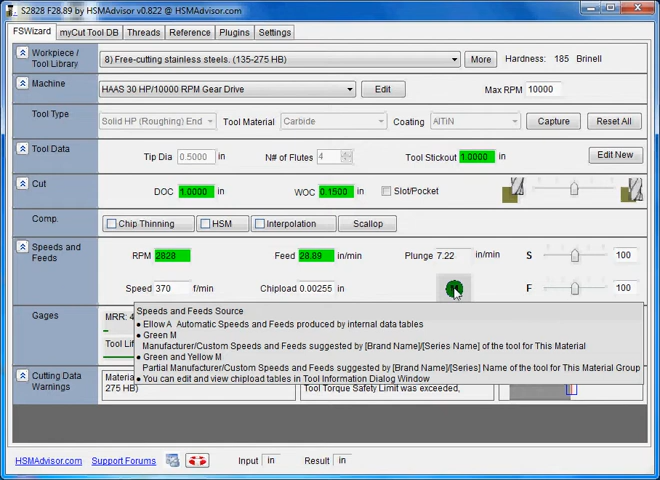 S2828 F28.89 by HSMAdvisor v0.822 @ HSMAdvisor.com
FSWizard myCut Tool DB Threads Reference Plugins Settings
Workpiece / Tool Library 8) Free-cutting stainless steels. (135-275 HB) More Hardness: 185 Brinell
Machine HAAS 30 HP/10000 RPM Gear Drive Edit Max RPM 10000
Tool Type Solid HP (Roughing) End Tool Material Carbide Coating AlTiN Capture Reset All
Tool Data Tip Dia 0.5000 in N# of Flutes 4 Tool Stickout 1.0000 in Edit New
Cut DOC 1.0000 in WOC 0.1500 in Slot/Pocket
Comp. Chip Thinning HSM Interpolation Scallop
Speeds and Feeds RPM 2828 Feed 28.89 in/min Plunge 7.22 in/min S 100
Speed 370 f/min Chipload 0.00255 in F 100
Speeds and Feeds Source
● Ellow A Automatic Speeds and Feeds produced by internal data tables
● Green M
Manufacturer/Custom Speeds and Feeds suggested by [Brand Name]/[Series Name] of the tool for This Material
● Green and Yellow M
Partial Manufacturer/Custom Speeds and Feeds suggested by [Brand Name]/[Series] Name of the tool for This Material Group
● You can edit and view chipload tables in Tool Information Dialog Window
Gages MRR: 4
Tool Lif
Cutting Data Warnings Material
275 HB) Tool Torque Safety Limit was exceeded,
HSMAdvisor.com Support Forums Input in Result in